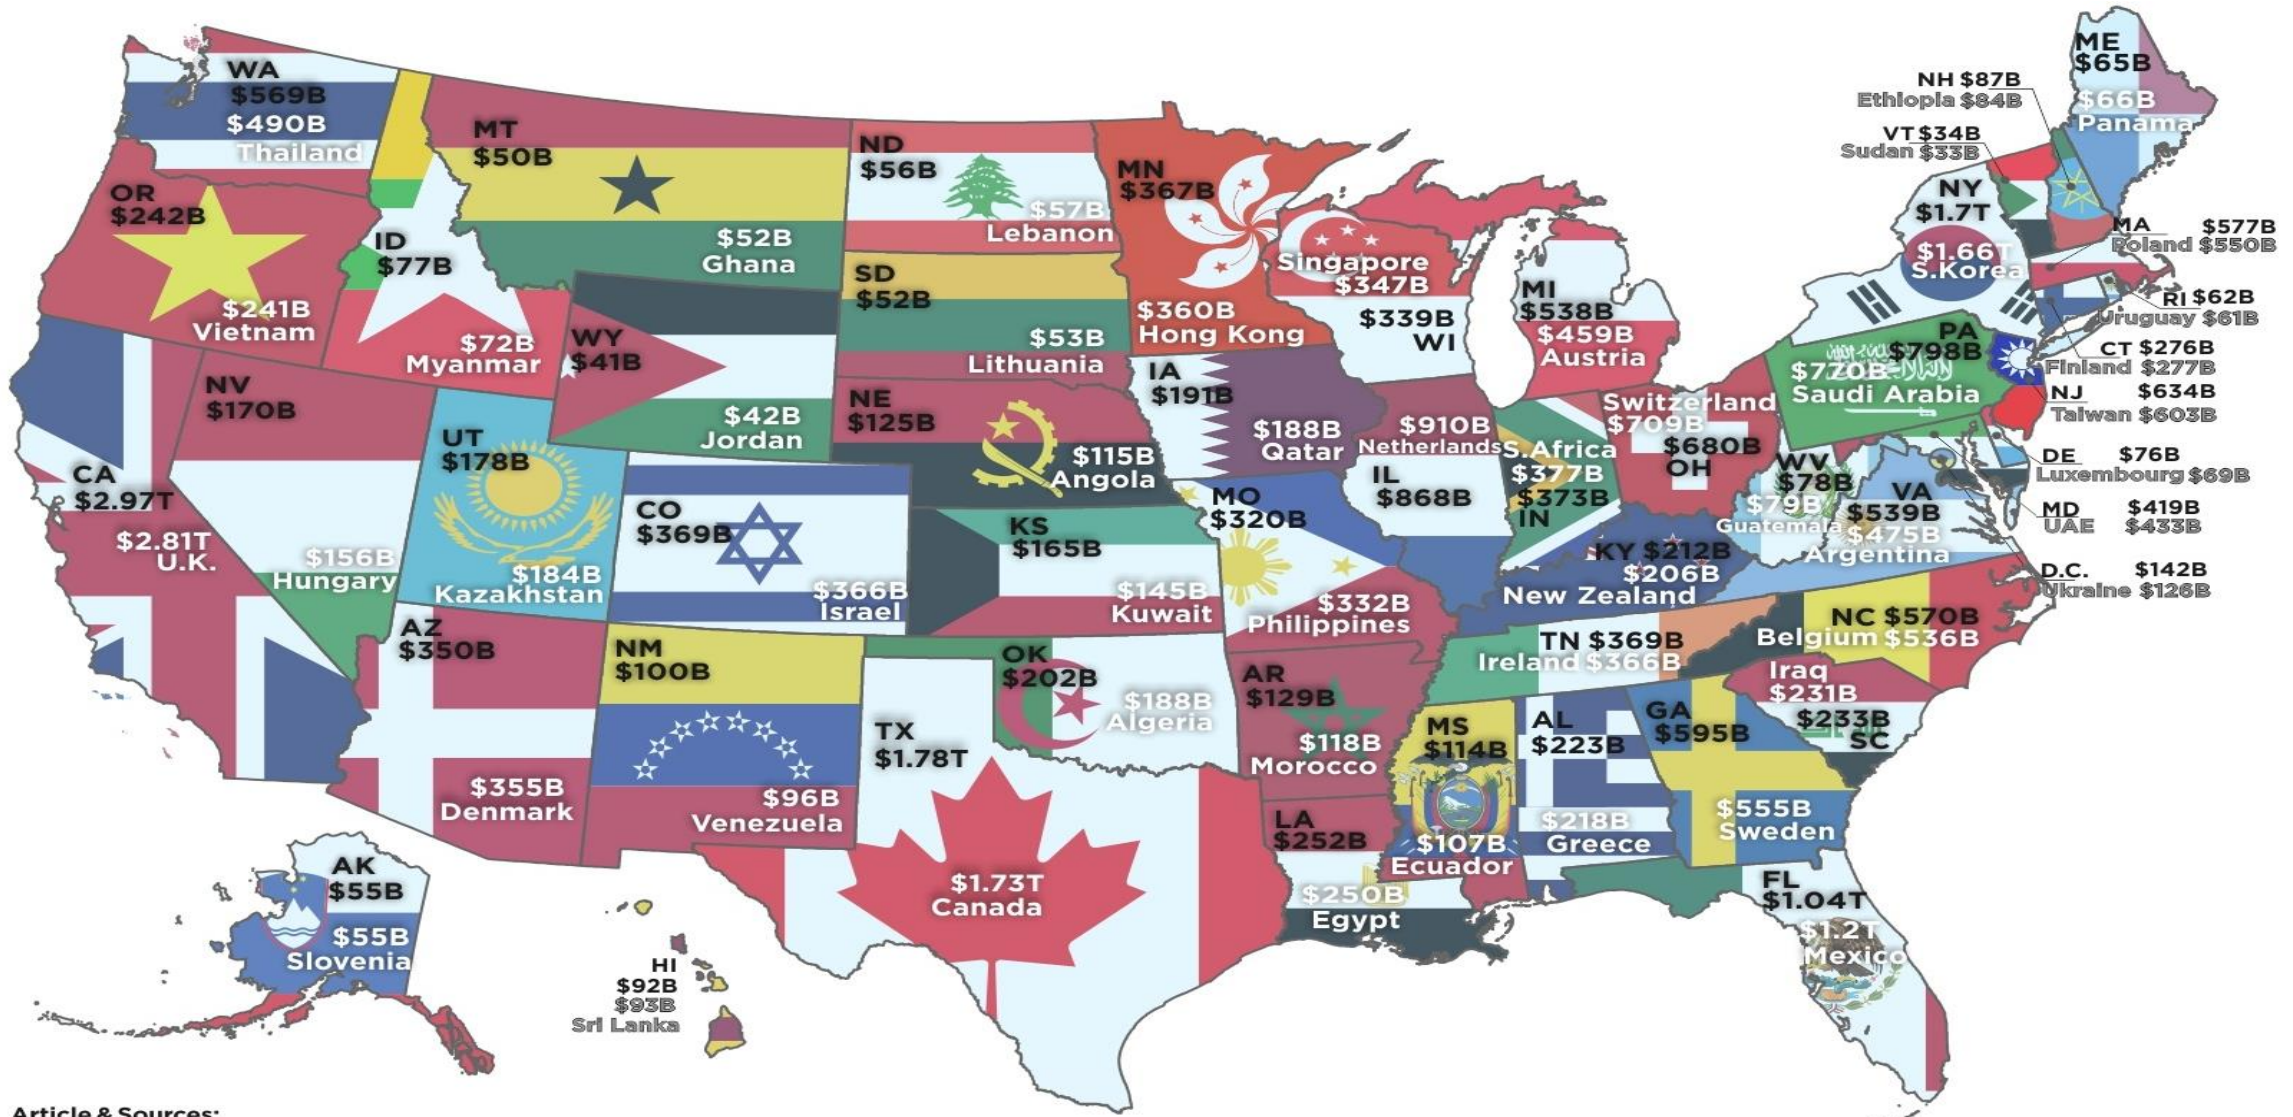 WA
$569B
$490B
Thailand
OR
$242B
$241B
Vietnam
ID
$77B
$72B
Myanmar
MT
$50B
$52B
Ghana
ND
$56B
$57B
Lebanon
SD
$52B
$53B
Lithuania
MN
$367B
$360B
Hong Kong
Singapore
$347B
$339B
WI
MI
$538B
$459B
Austria
WY
$41B
$42B
Jordan
NE
$125B
$115B
Angola
IA
$191B
$188B
Qatar
$910B
Netherlands
IL
$868B
S.Africa
$377B
$373B
IN
Switzerland
$709B
$680B
OH
NV
$170B
$156B
Hungary
UT
$178B
$184B
Kazakhstan
CA
$2.97T
$2.81T
U.K.
CO
$369B
$366B
Israel
KS
$165B
$145B
Kuwait
MO
$320B
$332B
Philippines
KY $212B
$206B
New Zealand
WV
$78B
$79B
Guatemala
VA
$539B
$475B
Argentina
AZ
$350B
$355B
Denmark
NM
$100B
$96B
Venezuela
TX
$1.78T
$1.73T
Canada
OK
$202B
$188B
Algeria
AR
$129B
$118B
Morocco
TN $369B
Ireland $366B
NC $570B
Belgium $536B
Iraq
$231B
$233B
SC
MS
$114B
$107B
Ecuador
AL
$223B
$218B
Greece
GA
$595B
$555B
Sweden
LA
$252B
$250B
Egypt
FL
$1.04T
$1.2T
Mexico
AK
$55B
$55B
Slovenia
HI
$92B
$93B
Sri Lanka
ME
$65B
$66B
Panama
NH $87B
Ethiopia $84B
VT $34B
Sudan $33B
NY
$1.7T
$1.66T
S.Korea
MA $577B
Poland $550B
RI $62B
Uruguay $61B
PA
$798B
$770B
Saudi Arabia
CT $276B
Finland $277B
NJ $634B
Taiwan $603B
DE $76B
Luxembourg $69B
MD $419B
UAE $433B
D.C. $142B
Ukraine $126B
Article & Sources: